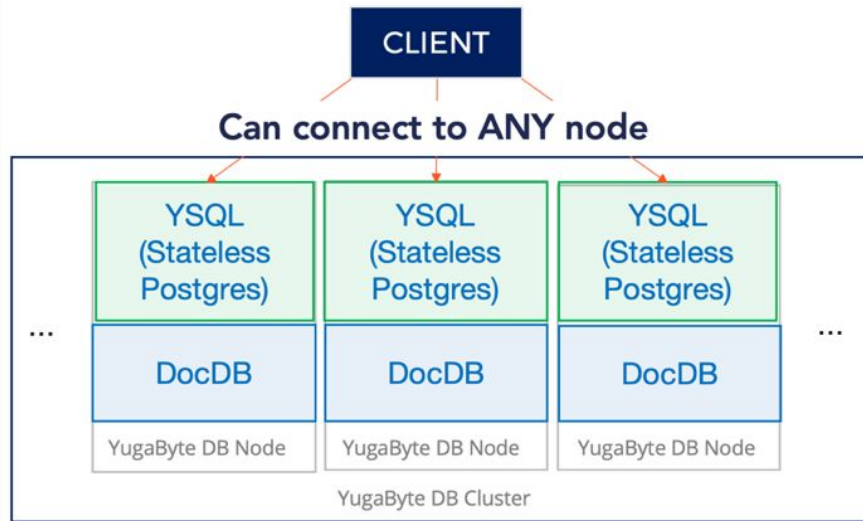 CLIENT
Can connect to ANY node
YSQL
(Stateless
Postgres)
YSQL
(Stateless
Postgres)
YSQL
(Stateless
Postgres)
...
...
DocDB
DocDB
DocDB
YugaByte DB Node
YugaByte DB Node
YugaByte DB Node
YugaByte DB Cluster